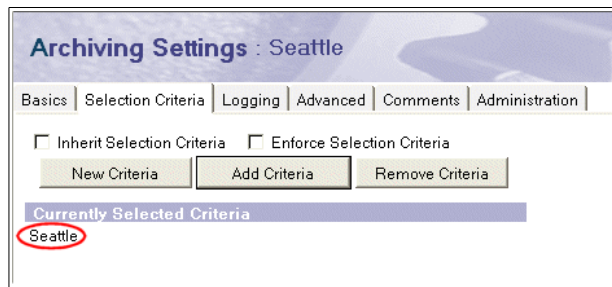 Archiving Settings : Seattle
Basics Selection Criteria Logging Advanced Comments Administration
Inherit Selection Criteria Enforce Selection Criteria
New Criteria Add Criteria Remove Criteria
Currently Selected Criteria
Seattle